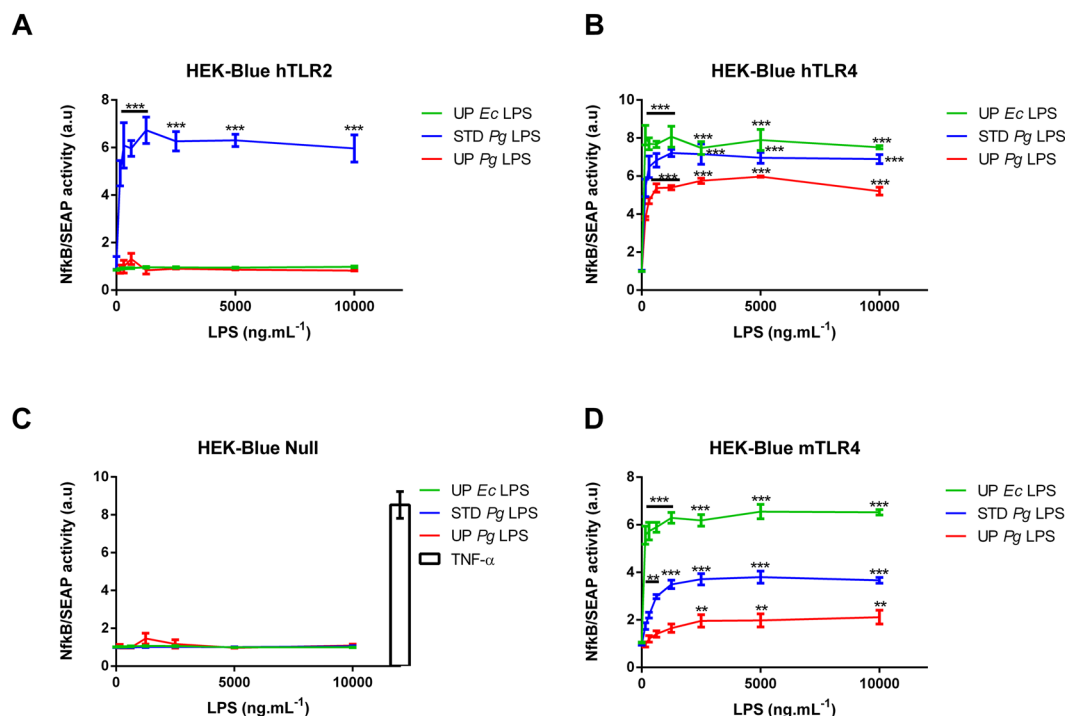 A
HEK-Blue hTLR2
NfkB/SEAP activity (a.u)
8
6
4
2
0
***
***
***
***
0
5000
10000
LPS (ng.mL⁻¹)
UP Ec LPS
STD Pg LPS
UP Pg LPS
B
HEK-Blue hTLR4
NfkB/SEAP activity (a.u)
10
8
6
4
2
0
***
***
***
***
***
***
***
***
***
***
***
0
5000
10000
LPS (ng.mL⁻¹)
UP Ec LPS
STD Pg LPS
UP Pg LPS
C
HEK-Blue Null
NfkB/SEAP activity (a.u)
10
8
6
4
2
0
0
5000
10000
LPS (ng.mL⁻¹)
UP Ec LPS
STD Pg LPS
UP Pg LPS
TNF-α
D
HEK-Blue mTLR4
NfkB/SEAP activity (a.u)
8
6
4
2
0
***
***
***
***
**
***
***
***
***
**
**
**
0
5000
10000
LPS (ng.mL⁻¹)
UP Ec LPS
STD Pg LPS
UP Pg LPS